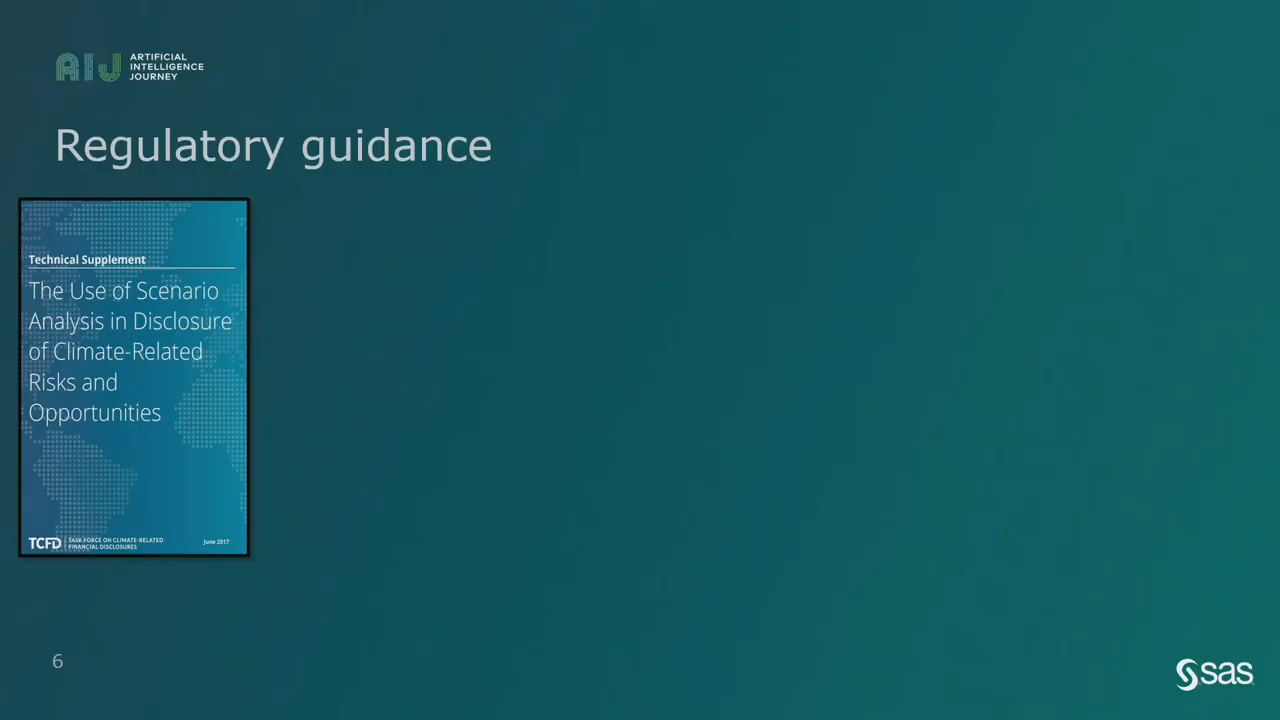 AIJ ARTIFICIAL
INTELLIGENCE
JOURNEY
Regulatory guidance
Technical Supplement
The Use of Scenario
Analysis in Disclosure
of Climate-Related
Risks and
Opportunities
TCFD TASK FORCE ON CLIMATE-RELATED
FINANCIAL DISCLOSURES
June 2017
6
sas